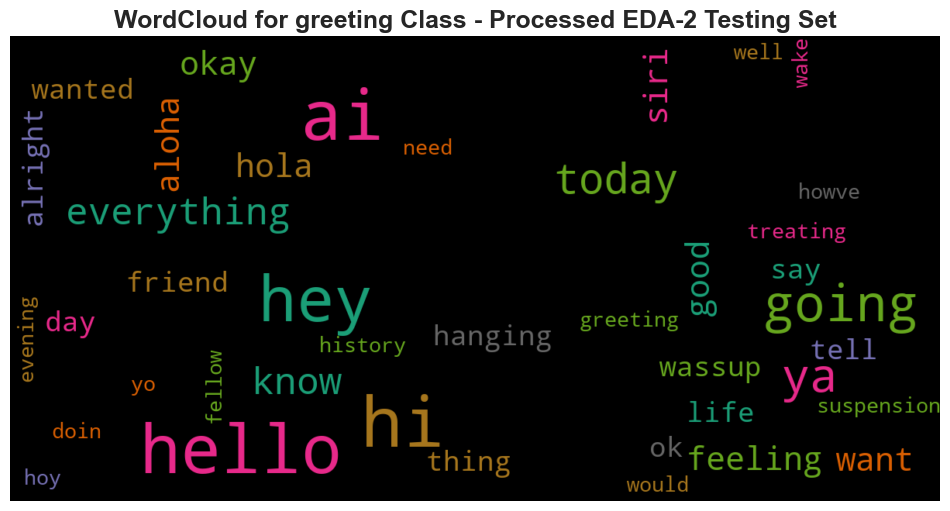 WordCloud for greeting Class - Processed EDA-2 Testing Set
okay
siri
well
wake
wanted
ai
alright
aloha
hola
need
today
howve
everything
treating
good
say
friend
hey
going
day
evening
history
hanging
greeting
tell
yo
fellow
know
wassup
ya
life
suspension
doin
hello
hi
thing
ok
feeling
want
hoy
would